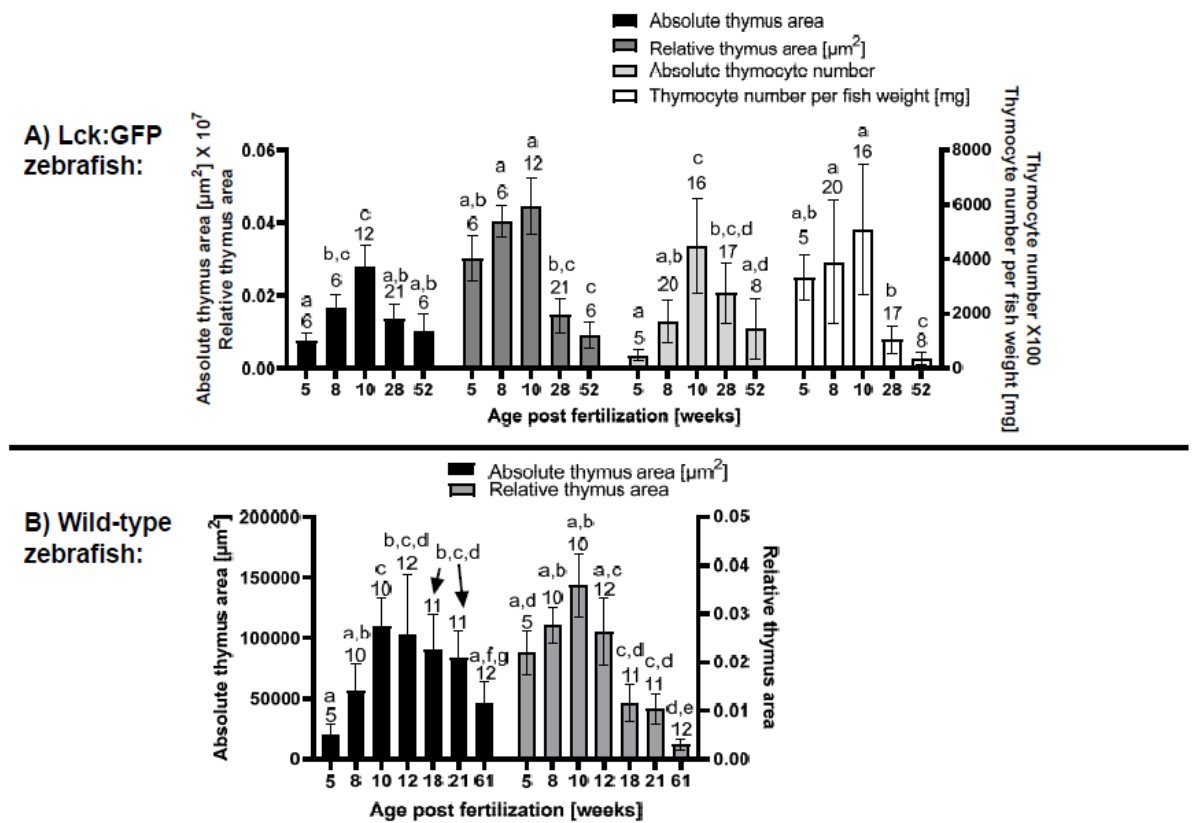 Absolute thymus area
Relative thymus area [µm²]
Absolute thymocyte number
Thymocyte number per fish weight [mg]
A) Lck:GFP
zebrafish:
Absolute thymus area [µm²] X 10⁷
Relative thymus area
0.06
0.04
0.02
0.00
a
6
b,c
6
c
12
a,b
21
a,b
6
a,b
6
a
6
a
12
b,c
21
c
6
a
5
a,b
20
c
16
b,c,d
17
a,d
8
a,b
5
a
20
a
16
b
17
c
8
8000
6000
4000
2000
0
Thymocyte number X100
Thymocyte number per fish weight [mg]
5 8 10 28 52 5 8 10 28 52 5 8 10 28 52 5 8 10 28 52
Age post fertilization [weeks]
B) Wild-type
zebrafish:
Absolute thymus area [µm²]
Relative thymus area
Absolute thymus area [µm²]
200000
150000
100000
50000
0
a
5
a,b
10
c
10
b,c,d
12
b,c,d
11
11
a,f,g
12
a,d
5
a,b
10
a,b
10
a,c
12
c,d
11
c,d
11
d,e
12
0.05
0.04
0.03
0.02
0.01
0.00
Relative thymus area
5 8 10 12 18 21 61 5 8 10 12 18 21 61
Age post fertilization [weeks]